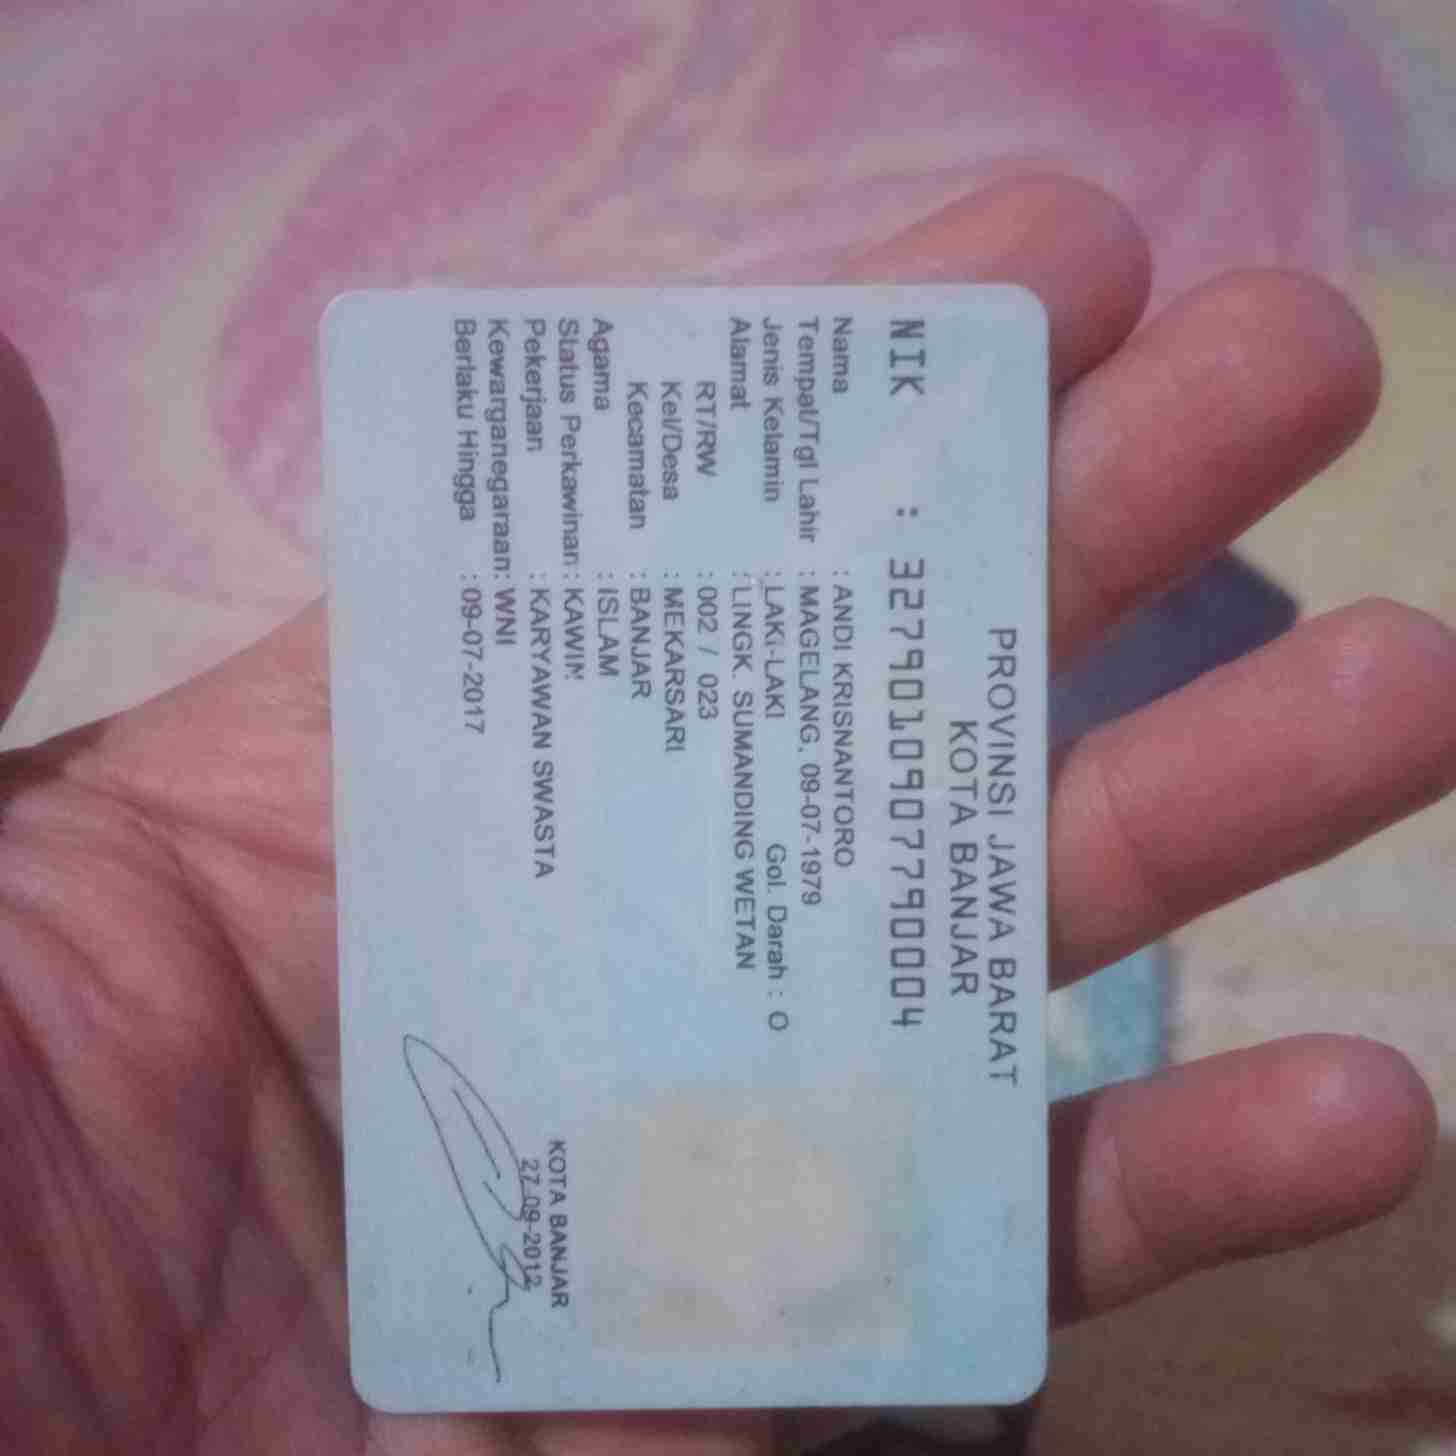 PROVINSI JAWA BARAT
KOTA BANJAR
NIK : 3279010907790004
Nama : ANDI KRISNANTORO
Tempat/Tgl Lahir : MAGELANG, 09-07-1979
Jenis Kelamin : LAKI-LAKI Gol. Darah : O
Alamat : LINGK. SUMANDING WETAN
RT/RW : 002 / 023
Kel/Desa : MEKARSARI
Kecamatan : BANJAR
Agama : ISLAM
Status Perkawinan : KAWIN
Pekerjaan : KARYAWAN SWASTA
Kewarganegaraan: WNI
Berlaku Hingga : 09-07-2017
KOTA BANJAR
27-09-2012